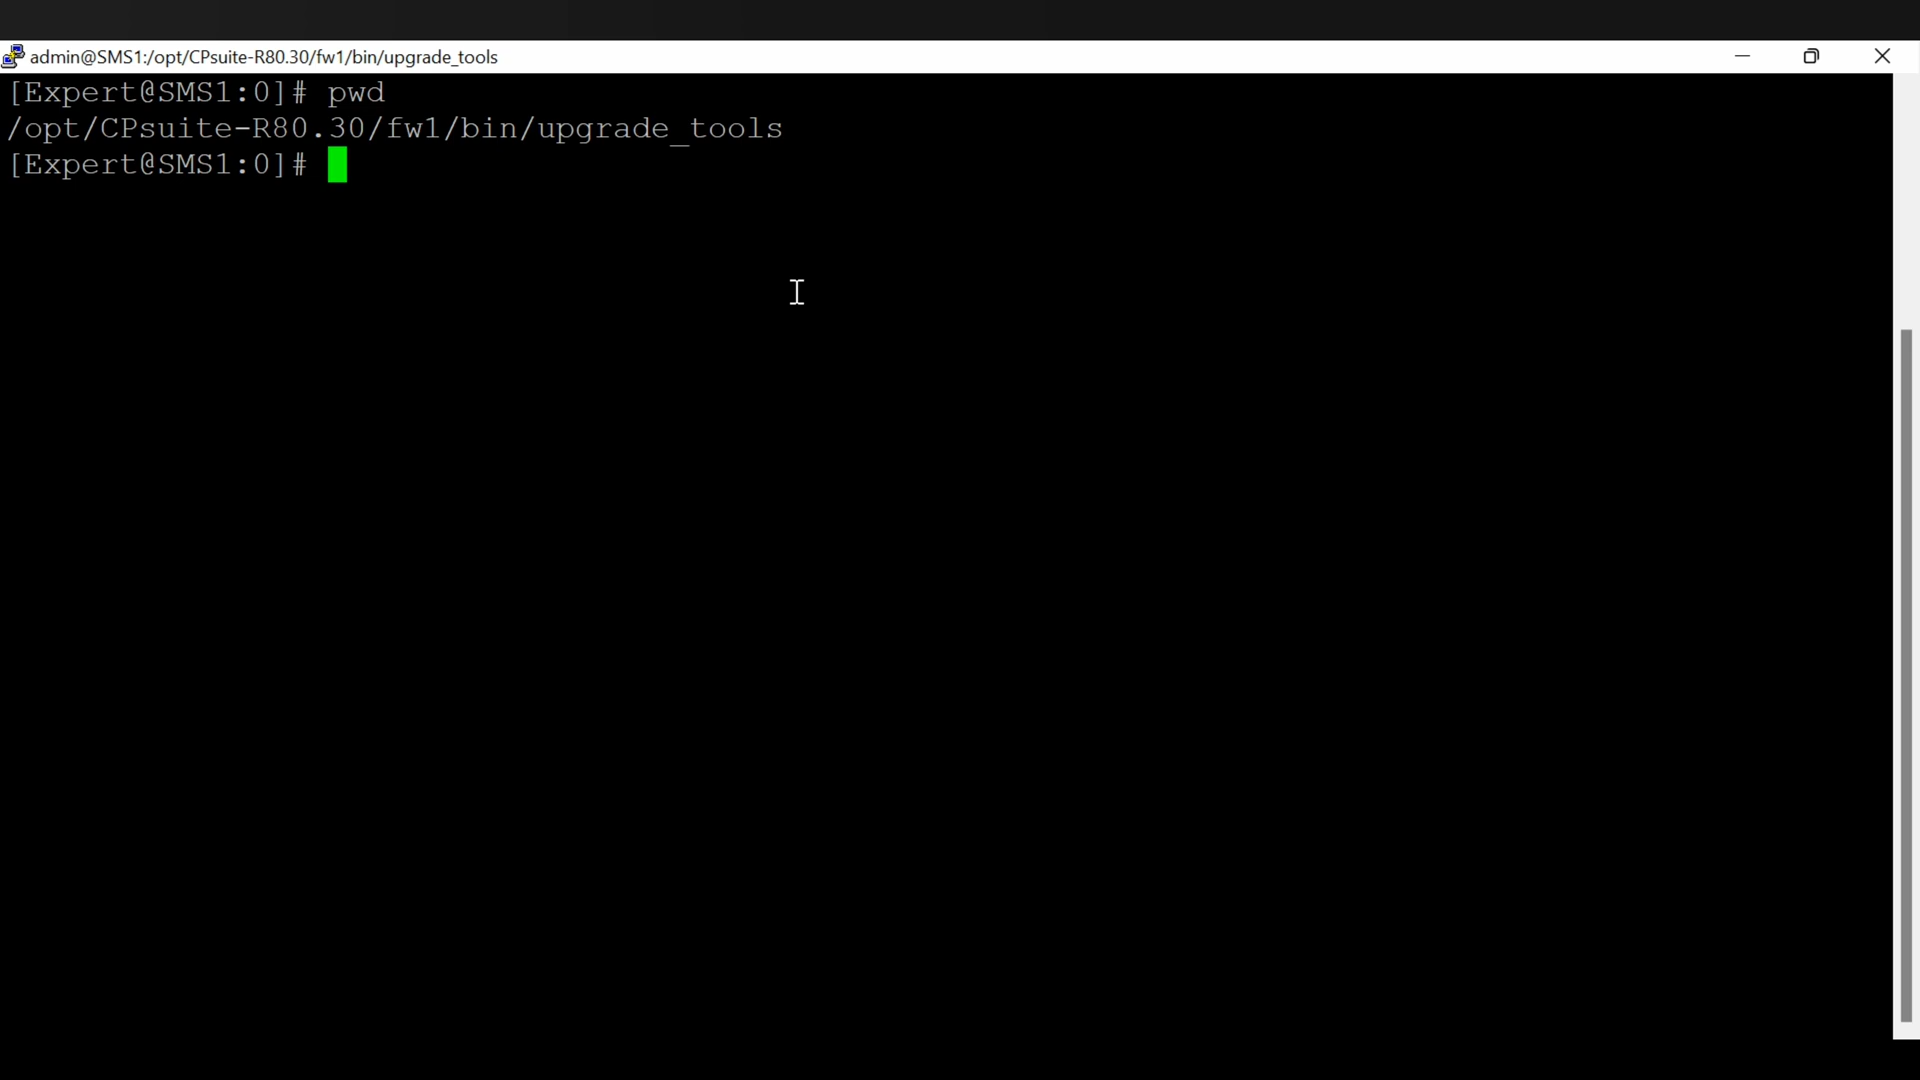 admin@SMS1:/opt/CPsuite-R80.30/fw1/bin/upgrade_tools
[Expert@SMS1:0]# pwd
/opt/CPsuite-R80.30/fw1/bin/upgrade_tools
[Expert@SMS1:0]#